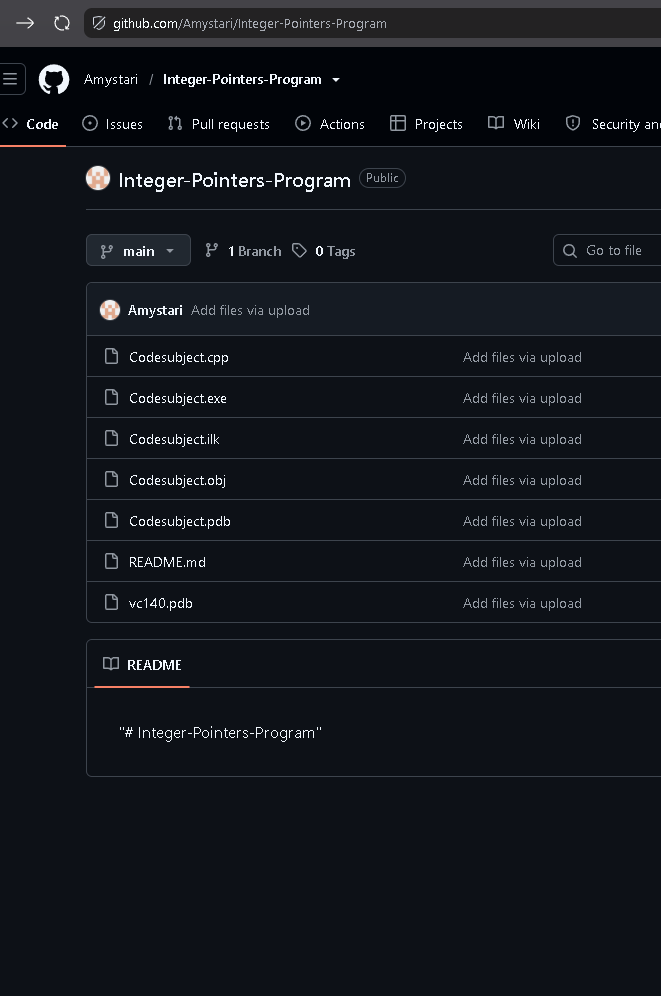 github.com/Amystari/Integer-Pointers-Program
Amystari / Integer-Pointers-Program
Code Issues Pull requests Actions Projects Wiki Security an
Integer-Pointers-Program Public
main 1 Branch 0 Tags Go to file
Amystari Add files via upload
Codesubject.cpp Add files via upload
Codesubject.exe Add files via upload
Codesubject.ilk Add files via upload
Codesubject.obj Add files via upload
Codesubject.pdb Add files via upload
README.md Add files via upload
vc140.pdb Add files via upload
README
"# Integer-Pointers-Program"